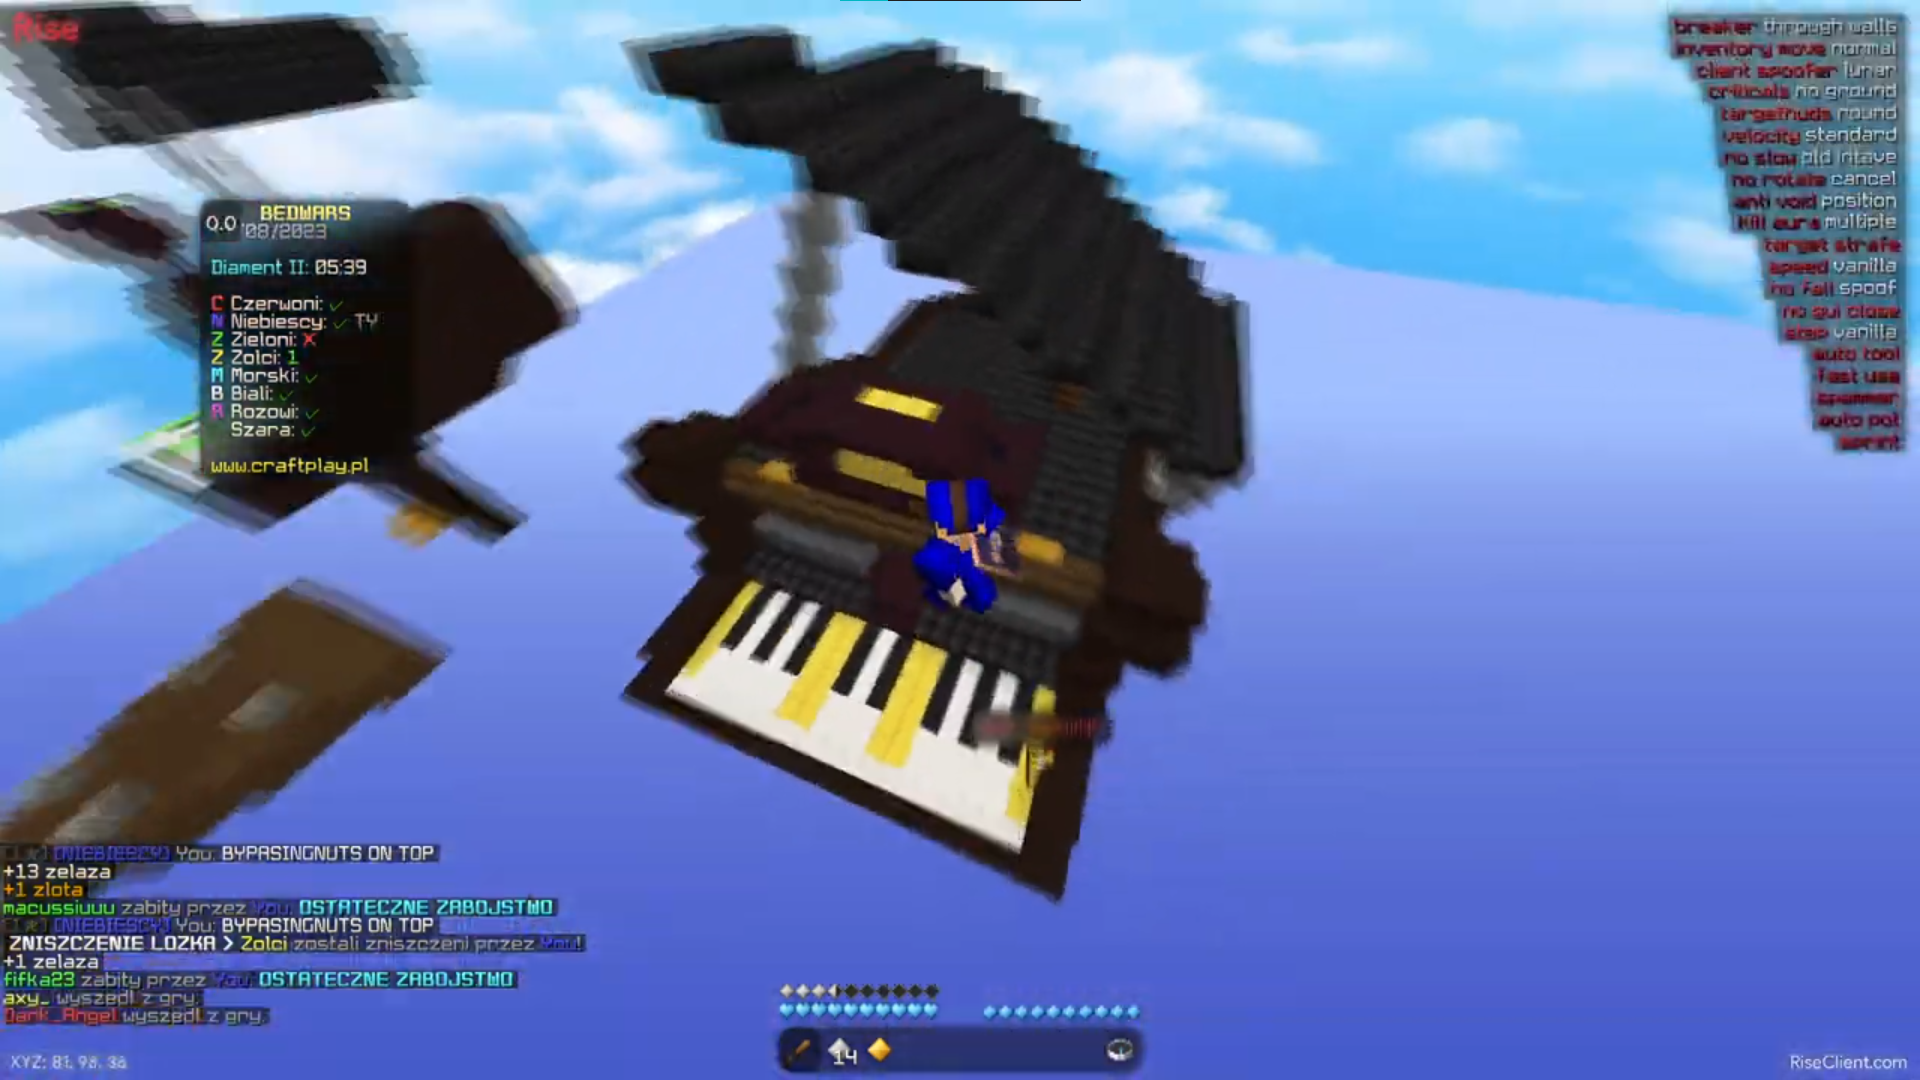 Rise
breaker through walls
inventory move normal
client spoofer lunar
criticals no ground
targethuds round
velocity standard
no slow old intave
no rotate cancel
anti void position
kill aura multiple
target strafe
speed vanilla
no fall spoof
no gui close
step vanilla
auto tool
fast use
spammer
auto pot
sprint
BEDWARS
0.0 '08/2023
Diament II: 05:39
C Czerwoni: ✓
N Niebiescy: ✓ TY
Z Zieloni: ✗
Z Zolci: 1
M Morski: ✓
B Biali: ✓
R Rozowi: ✓
Szara: ✓
www.craftplay.pl
[NIEBIESCY] You: BYPASINGNUTS ON TOP
+13 zelaza
+1 zlota
macussiuuu zabity przez You. OSTATECZNE ZABOJSTWO
[NIEBIESCY] You: BYPASINGNUTS ON TOP
ZNISZCZENIE LOZKA > Zolci zostali zniszczeni przez You!
+1 zelaza
fifka23 zabity przez You. OSTATECZNE ZABOJSTWO
axy_ wyszedl z gry.
Dark_Angel wyszedl z gry.
14
XYZ: 81, 98, 36
RiseClient.com